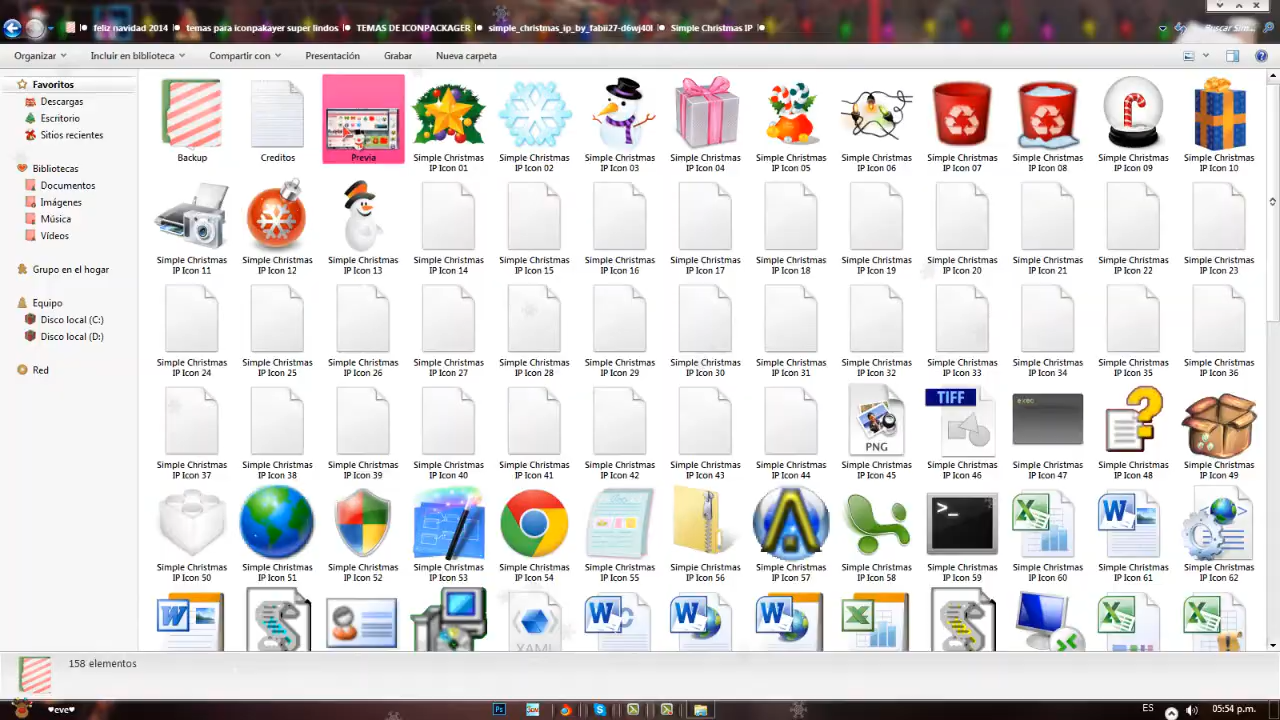 feliz navidad 2014 ▸ temas para iconpakayer super lindos ▸ TEMAS DE ICONPACKAGER ▸ simple_christmas_ip_by_fabii27-d6wj40l ▸ Simple Christmas IP ▸
Buscar Sim...
Organizar Incluir en biblioteca Compartir con Presentación Grabar Nueva carpeta
Favoritos
Descargas
Escritorio
Sitios recientes
Bibliotecas
Documentos
Imágenes
Música
Vídeos
Grupo en el hogar
Equipo
Disco local (C:)
Disco local (D:)
Red
Backup Creditos Previa Simple Christmas Simple Christmas Simple Christmas Simple Christmas Simple Christmas Simple Christmas Simple Christmas Simple Christmas Simple Christmas Simple Christmas
IP Icon 01 IP Icon 02 IP Icon 03 IP Icon 04 IP Icon 05 IP Icon 06 IP Icon 07 IP Icon 08 IP Icon 09 IP Icon 10
Simple Christmas Simple Christmas Simple Christmas Simple Christmas Simple Christmas Simple Christmas Simple Christmas Simple Christmas Simple Christmas Simple Christmas Simple Christmas Simple Christmas Simple Christmas
IP Icon 11 IP Icon 12 IP Icon 13 IP Icon 14 IP Icon 15 IP Icon 16 IP Icon 17 IP Icon 18 IP Icon 19 IP Icon 20 IP Icon 21 IP Icon 22 IP Icon 23
Simple Christmas Simple Christmas Simple Christmas Simple Christmas Simple Christmas Simple Christmas Simple Christmas Simple Christmas Simple Christmas Simple Christmas Simple Christmas Simple Christmas Simple Christmas
IP Icon 24 IP Icon 25 IP Icon 26 IP Icon 27 IP Icon 28 IP Icon 29 IP Icon 30 IP Icon 31 IP Icon 32 IP Icon 33 IP Icon 34 IP Icon 35 IP Icon 36
PNG TIFF exec
Simple Christmas Simple Christmas Simple Christmas Simple Christmas Simple Christmas Simple Christmas Simple Christmas Simple Christmas Simple Christmas Simple Christmas Simple Christmas Simple Christmas Simple Christmas
IP Icon 37 IP Icon 38 IP Icon 39 IP Icon 40 IP Icon 41 IP Icon 42 IP Icon 43 IP Icon 44 IP Icon 45 IP Icon 46 IP Icon 47 IP Icon 48 IP Icon 49
Simple Christmas Simple Christmas Simple Christmas Simple Christmas Simple Christmas Simple Christmas Simple Christmas Simple Christmas Simple Christmas Simple Christmas Simple Christmas Simple Christmas Simple Christmas
IP Icon 50 IP Icon 51 IP Icon 52 IP Icon 53 IP Icon 54 IP Icon 55 IP Icon 56 IP Icon 57 IP Icon 58 IP Icon 59 IP Icon 60 IP Icon 61 IP Icon 62
XAML
158 elementos
♥eve♥
Ps
ES
05:54 p.m.